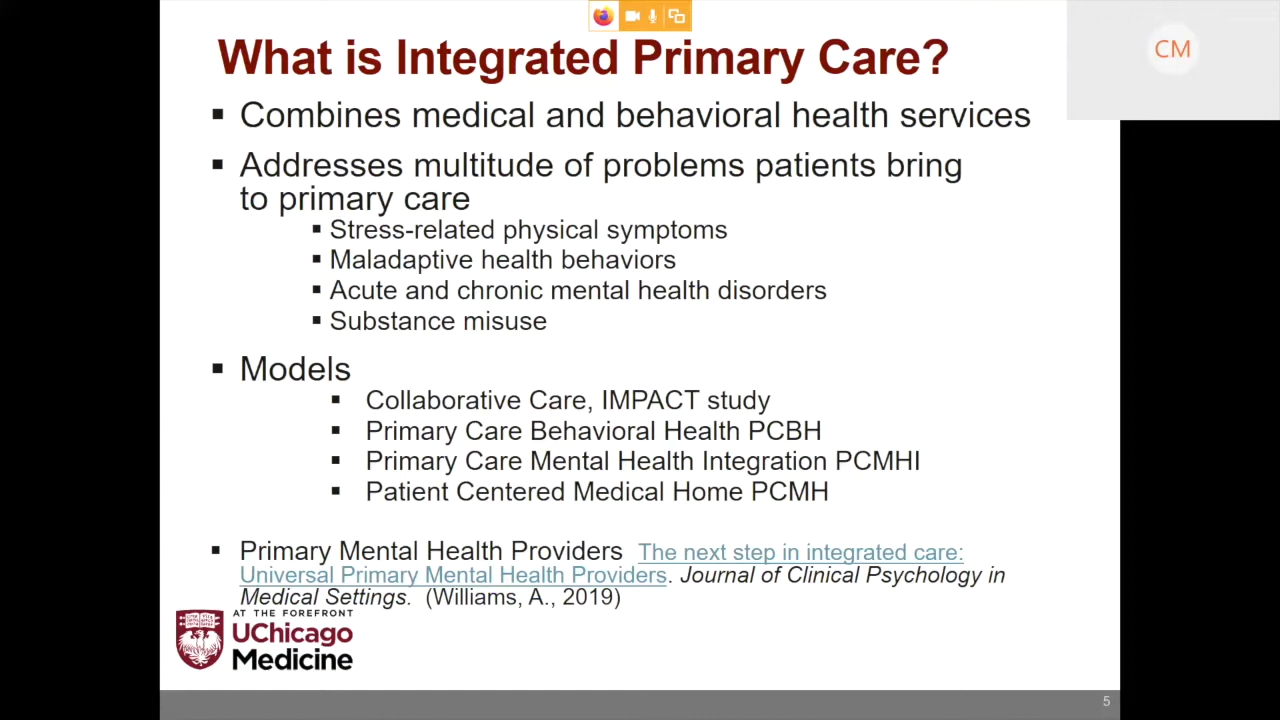 CM
What is Integrated Primary Care?
▪ Combines medical and behavioral health services
▪ Addresses multitude of problems patients bring
to primary care
▪ Stress-related physical symptoms
▪ Maladaptive health behaviors
▪ Acute and chronic mental health disorders
▪ Substance misuse
▪ Models
▪ Collaborative Care, IMPACT study
▪ Primary Care Behavioral Health PCBH
▪ Primary Care Mental Health Integration PCMHI
▪ Patient Centered Medical Home PCMH
▪ Primary Mental Health Providers The next step in integrated care:
Universal Primary Mental Health Providers. Journal of Clinical Psychology in
Medical Settings. (Williams, A., 2019)
AT THE FOREFRONT
UChicago
Medicine
5